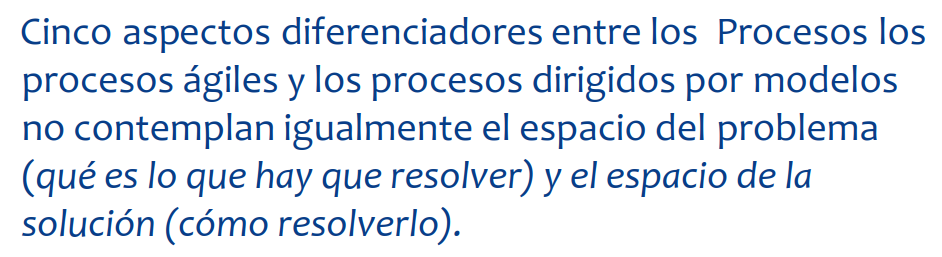 Cinco aspectos diferenciadores entre los Procesos los
procesos ágiles y los procesos dirigidos por modelos
no contemplan igualmente el espacio del problema
(qué es lo que hay que resolver) y el espacio de la
solución (cómo resolverlo).